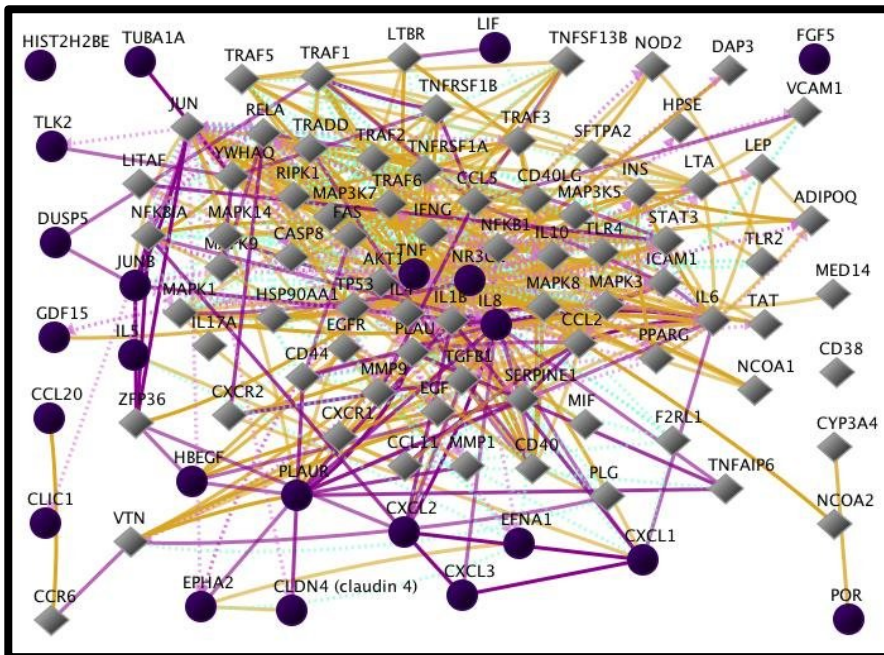 HIST2H2BE
TUBA1A
LTBR
LIF
TNFSF13B
NOD2
DAP3
FGF5
TRAF5
TRAF1
TNFRSF1B
VCAM1
JUN
RELA
TRADD
TRAF2
TNFRSF1A
TRAF3
SFTPA2
HPSE
TLK2
LITAF
YWHAQ
RIPK1
MAP3K7
TRAF6
CCL5
CD40LG
MAP3K5
INS
LTA
LEP
DUSP5
NFKBIA
MAPK14
FAS
IFNG
NFKB1
IL10
TLR4
STAT3
ADIPOQ
JUNB
MAPK9
CASP8
AKT1
TNF
ICAM1
TLR2
GDF15
MAPK1
HSP90AA1
TP53
IL4
IL1B
IL8
MAPK8
MAPK3
IL6
TAT
MED14
IL5
IL17A
EGFR
PLAU
CCL2
PPARG
NCOA1
CD38
CCL20
ZFP36
CXCR2
CD44
MMP9
TGFB1
EGF
SERPINE1
MIF
F2RL1
CYP3A4
CXCR1
HBEGF
PLAUR
CCL11
MMP1
CD40
PLG
TNFAIP6
NCOA2
CLIC1
VTN
CXCL2
EFNA1
CXCL1
CCR6
EPHA2
CLDN4 (claudin 4)
CXCL3
POR